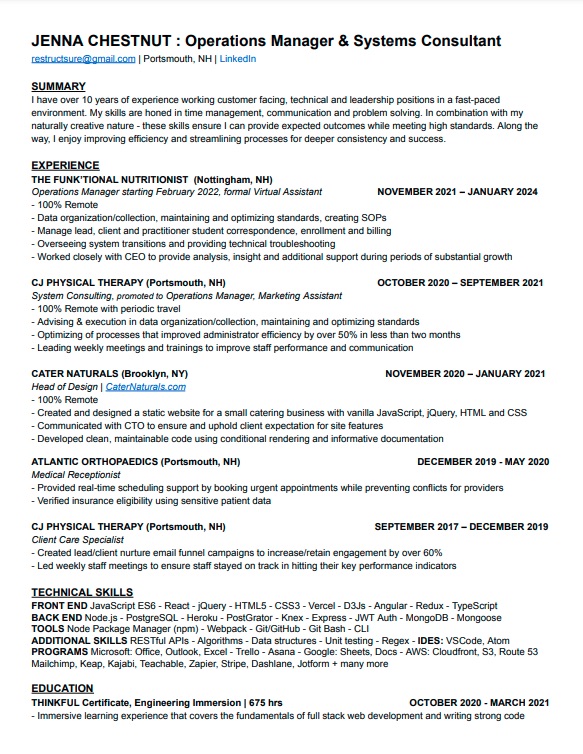 JENNA CHESTNUT : Operations Manager & Systems Consultant
restructsure@gmail.com | Portsmouth, NH | LinkedIn
SUMMARY
I have over 10 years of experience working customer facing, technical and leadership positions in a fast-paced
environment. My skills are honed in time management, communication and problem solving. In combination with my
naturally creative nature - these skills ensure I can provide expected outcomes while meeting high standards. Along the
way, I enjoy improving efficiency and streamlining processes for deeper consistency and success.
EXPERIENCE
THE FUNK'TIONAL NUTRITIONIST (Nottingham, NH)
Operations Manager starting February 2022, formal Virtual Assistant NOVEMBER 2021 – JANUARY 2024
- 100% Remote
- Data organization/collection, maintaining and optimizing standards, creating SOPs
- Manage lead, client and practitioner student correspondence, enrollment and billing
- Overseeing system transitions and providing technical troubleshooting
- Worked closely with CEO to provide analysis, insight and additional support during periods of substantial growth
CJ PHYSICAL THERAPY (Portsmouth, NH) OCTOBER 2020 – SEPTEMBER 2021
System Consulting, promoted to Operations Manager, Marketing Assistant
- 100% Remote with periodic travel
- Advising & execution in data organization/collection, maintaining and optimizing standards
- Optimizing of processes that improved administrator efficiency by over 50% in less than two months
- Leading weekly meetings and trainings to improve staff performance and communication
CATER NATURALS (Brooklyn, NY) NOVEMBER 2020 – JANUARY 2021
Head of Design | CaterNaturals.com
- 100% Remote
- Created and designed a static website for a small catering business with vanilla JavaScript, jQuery, HTML and CSS
- Communicated with CTO to ensure and uphold client expectation for site features
- Developed clean, maintainable code using conditional rendering and informative documentation
ATLANTIC ORTHOPAEDICS (Portsmouth, NH) DECEMBER 2019 - MAY 2020
Medical Receptionist
- Provided real-time scheduling support by booking urgent appointments while preventing conflicts for providers
- Verified insurance eligibility using sensitive patient data
CJ PHYSICAL THERAPY (Portsmouth, NH) SEPTEMBER 2017 – DECEMBER 2019
Client Care Specialist
- Created lead/client nurture email funnel campaigns to increase/retain engagement by over 60%
- Led weekly staff meetings to ensure staff stayed on track in hitting their key performance indicators
TECHNICAL SKILLS
FRONT END JavaScript ES6 - React - jQuery - HTML5 - CSS3 - Vercel - D3Js - Angular - Redux - TypeScript
BACK END Node.js - PostgreSQL - Heroku - PostGrator - Knex - Express - JWT Auth - MongoDB - Mongoose
TOOLS Node Package Manager (npm) - Webpack - Git/GitHub - Git Bash - CLI
ADDITIONAL SKILLS RESTful APIs - Algorithms - Data structures - Unit testing - Regex - IDES: VSCode, Atom
PROGRAMS Microsoft: Office, Outlook, Excel - Trello - Asana - Google: Sheets, Docs - AWS: Cloudfront, S3, Route 53
Mailchimp, Keap, Kajabi, Teachable, Zapier, Stripe, Dashlane, Jotform + many more
EDUCATION
THINKFUL Certificate, Engineering Immersion | 675 hrs OCTOBER 2020 - MARCH 2021
- Immersive learning experience that covers the fundamentals of full stack web development and writing strong code